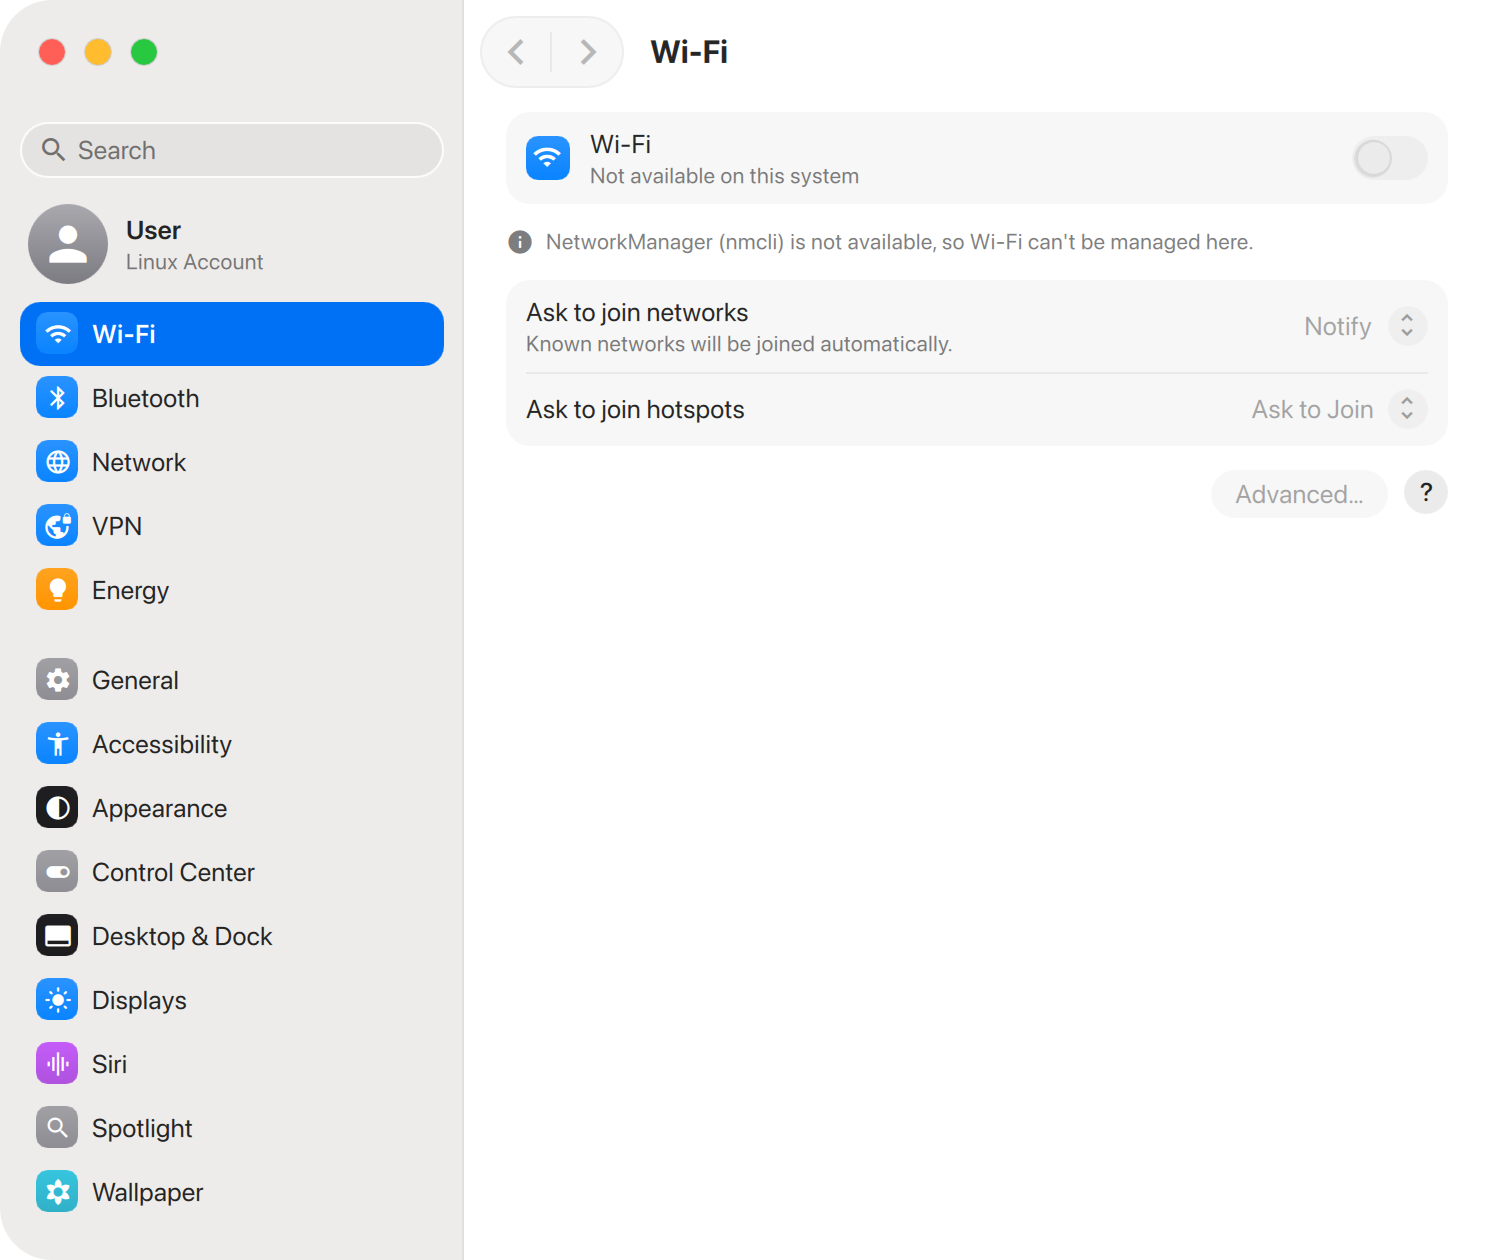 Wi-Fi
Search
User
Linux Account
Wi-Fi
Bluetooth
Network
VPN
Energy
General
Accessibility
Appearance
Control Center
Desktop & Dock
Displays
Siri
Spotlight
Wallpaper
Wi-Fi
Not available on this system
NetworkManager (nmcli) is not available, so Wi-Fi can't be managed here.
Ask to join networks
Known networks will be joined automatically.
Notify
Ask to join hotspots
Ask to Join
Advanced...
?